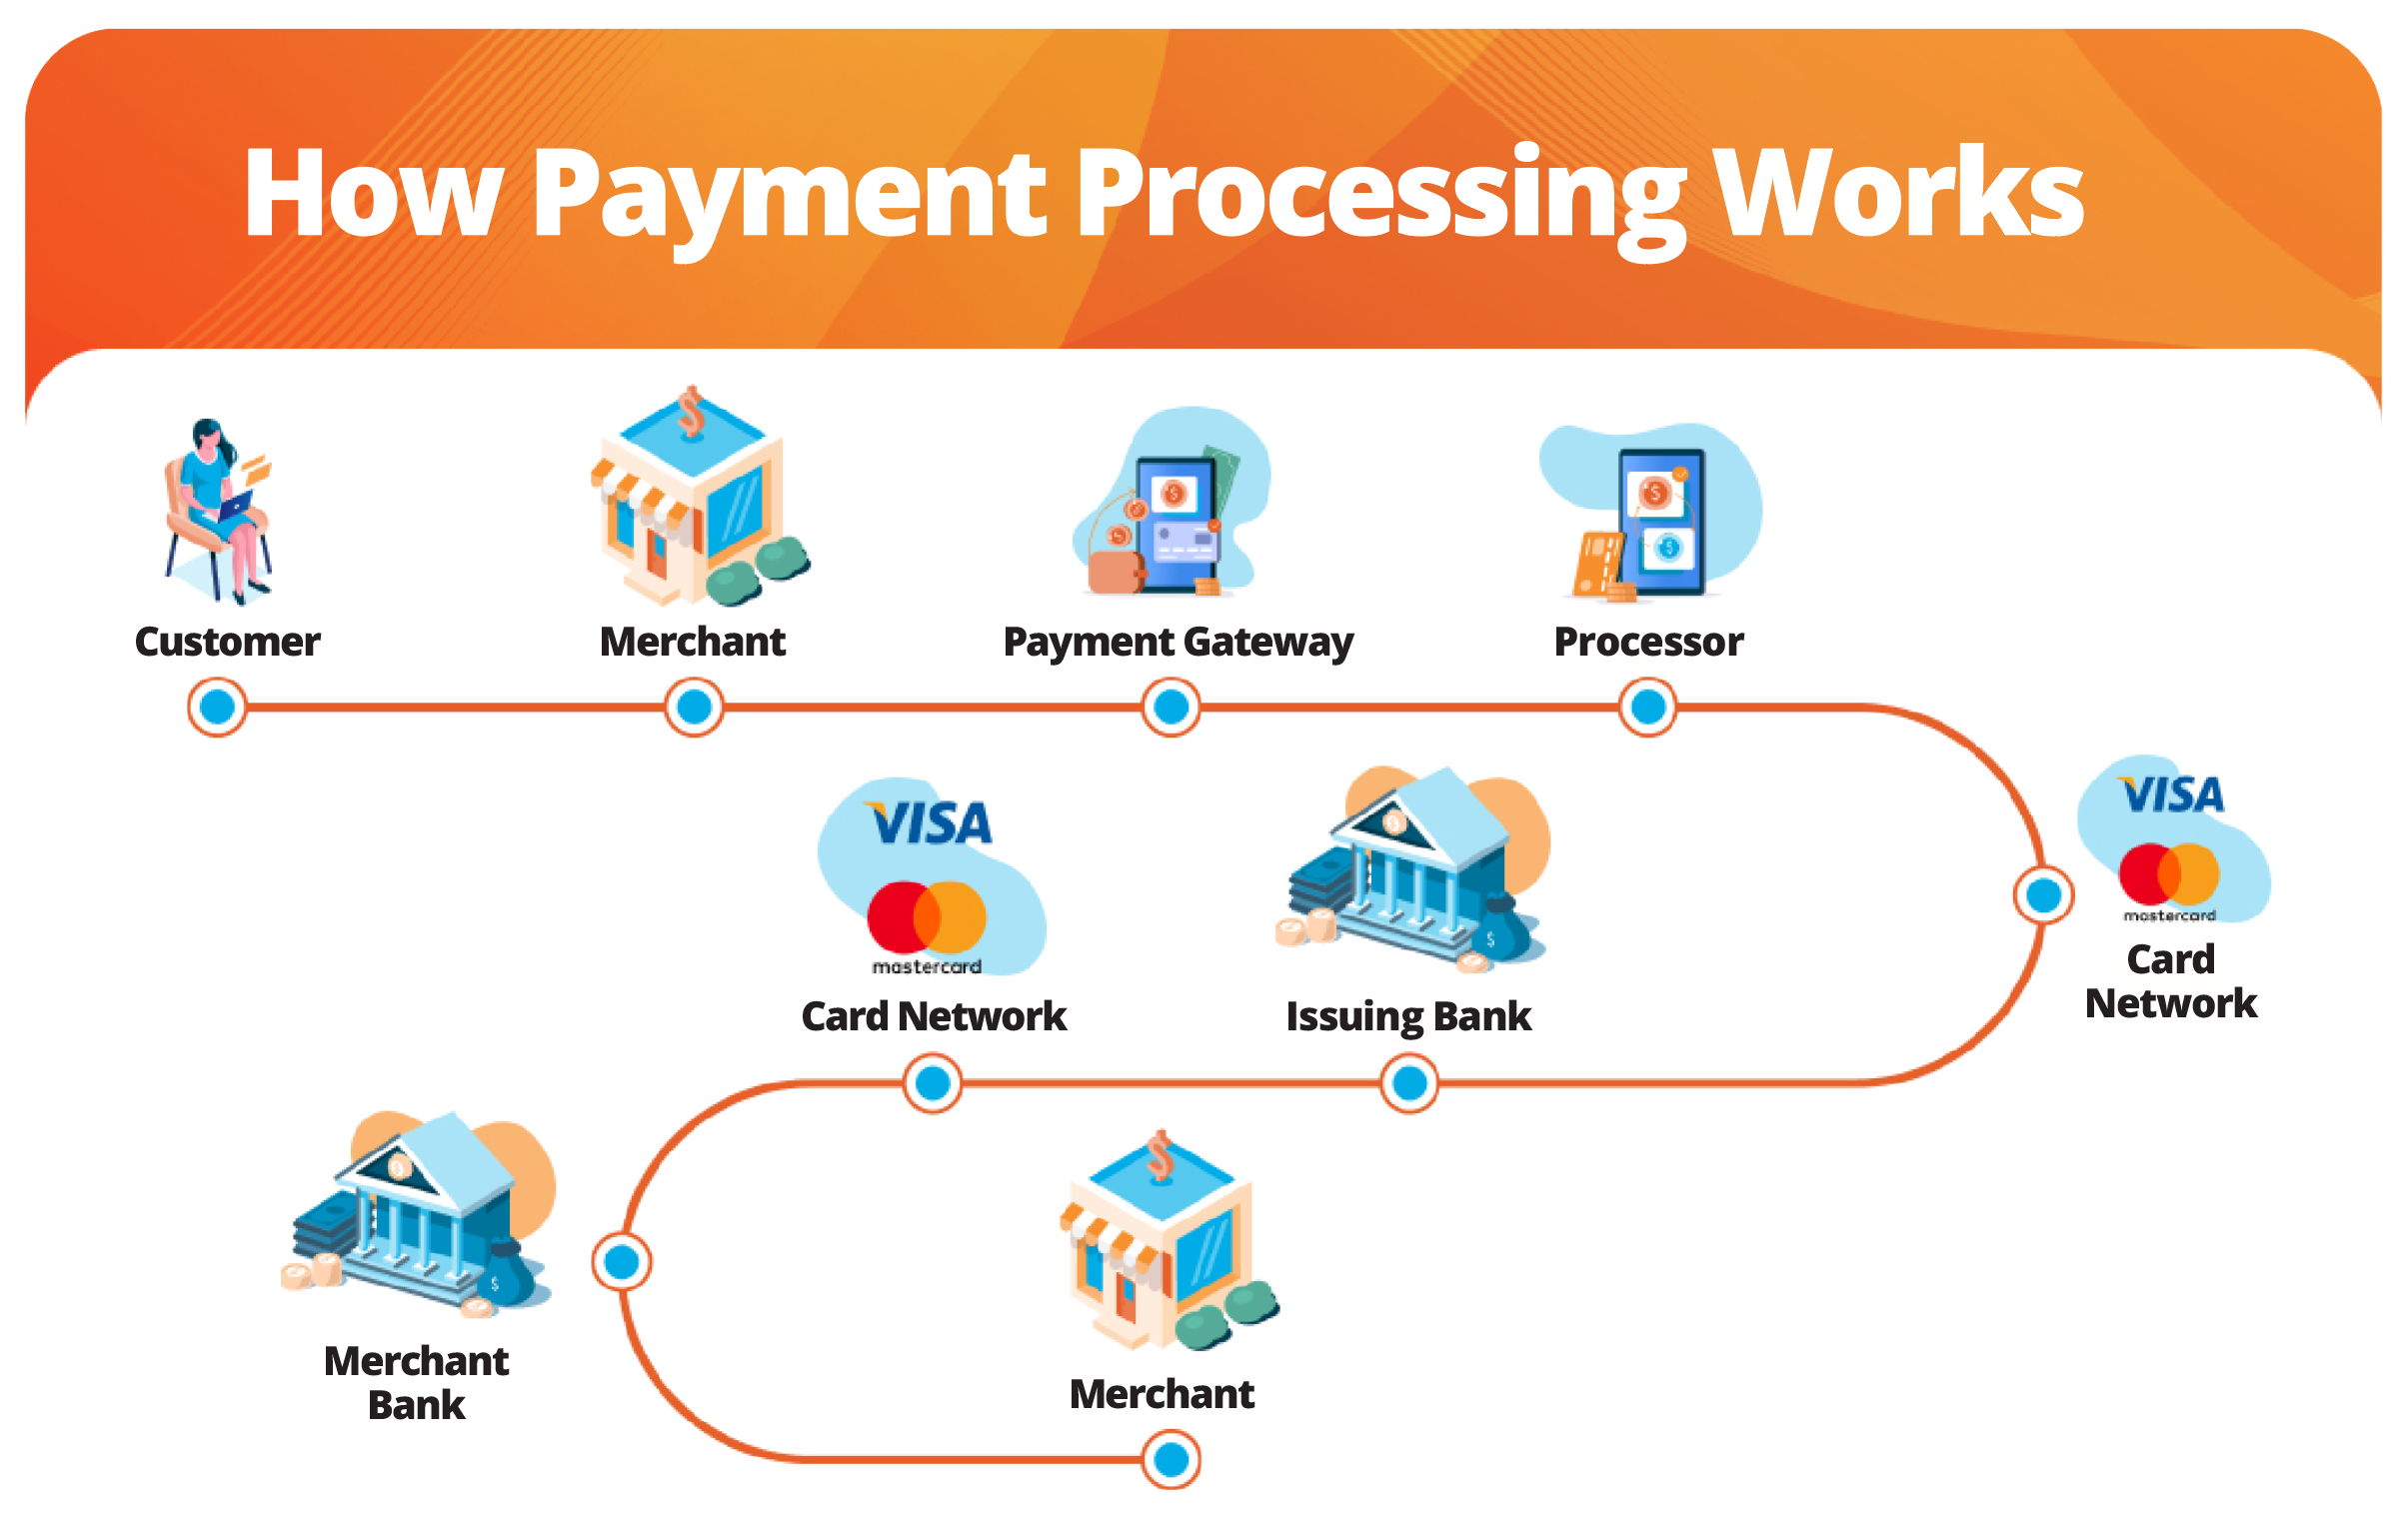 How Payment Processing Works
Customer
Merchant
Payment Gateway
Processor
VISA
mastercard
Card
Network
VISA
mastercard
Card Network
Issuing Bank
Merchant
Bank
Merchant